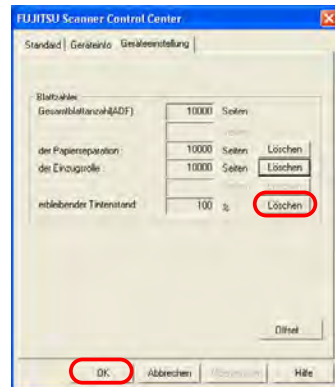 FUJITSU Scanner Control Center
Standard Geräteinfo Geräteeinstellung
Blattzähler
Gesamtblattanzahl(ADF): 10000 Seiten
der Papierseparation : 10000 Seiten Löschen
der Einzugsrolle : 10000 Seiten Löschen
erbleibender Tintenstand: 100 % Löschen
Offset
OK Abbrechen Hilfe